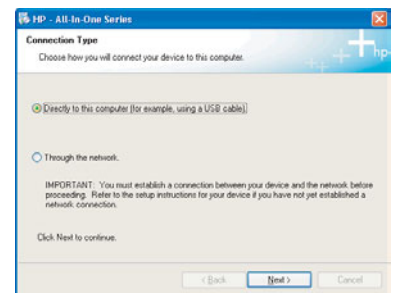 HP - All-In-One Series
Connection Type
Choose how you will connect your device to this computer.
hp
Directly to this computer (for example, using a USB cable).
Through the network.
IMPORTANT: You must establish a connection between your device and the network before
proceeding. Refer to the setup instructions for your device if you have not yet established a
network connection.
Click Next to continue.
< Back
Next >
Cancel